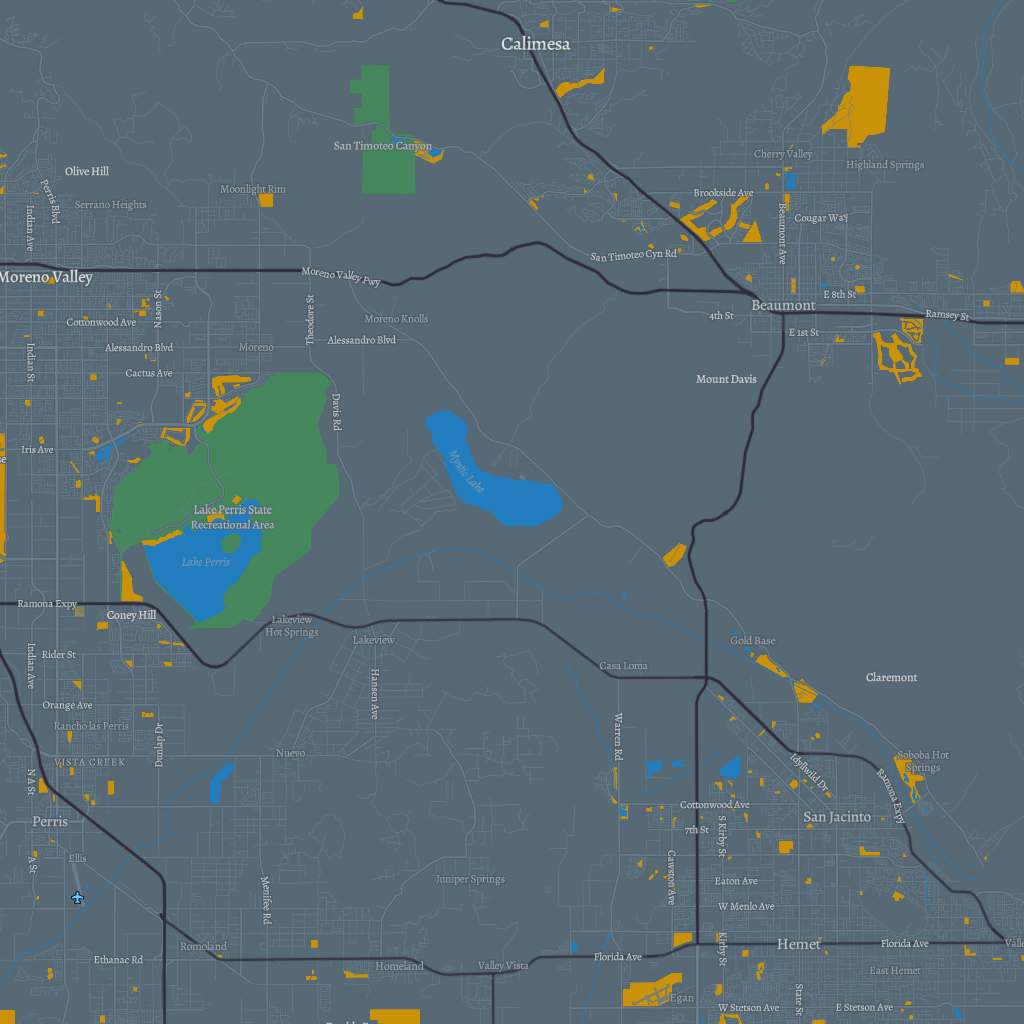 Calimesa
San Timoteo Canyon
Cherry Valley
Highland Springs
Olive Hill
Perris Blvd
Moonlight Rim
Serrano Heights
Indian Ave
Brookside Ave
Beaumont Ave
Cougar Way
San Timoteo Cyn Rd
Moreno Valley
Moreno Valley Pwy
E 8th St
Beaumont
Nason St
Theodore St
Moreno Knolls
4th St
Ramsey St
Cottonwood Ave
E 1st St
Indian St
Alessandro Blvd
Moreno
Alessandro Blvd
Cactus Ave
Mount Davis
Davis Rd
Iris Ave
Mystic Lake
Lake Perris State
Recreational Area
Lake Perris
Ramona Expy
Coney Hill
Lakeview
Hot Springs
Lakeview
Gold Base
Indian Ave
Rider St
Casa Loma
Claremont
Hansen Ave
Orange Ave
Rancho las Perris
Dunlap Dr
Warren Rd
Nuevo
VISTA CREEK
Soboba Hot
Springs
N A St
Idyllwild Dr
Ramona Expy
Cottonwood Ave
Perris
San Jacinto
7th St
S Kirby St
Ellis
A St
Cawston Ave
Juniper Springs
Eaton Ave
Menifee Rd
W Menlo Ave
Romoland
Kirby St
Hemet
Florida Ave
Ethanac Rd
Florida Ave
Homeland
Valley Vista
East Hemet
Egan
State St
W Stetson Ave
E Stetson Ave